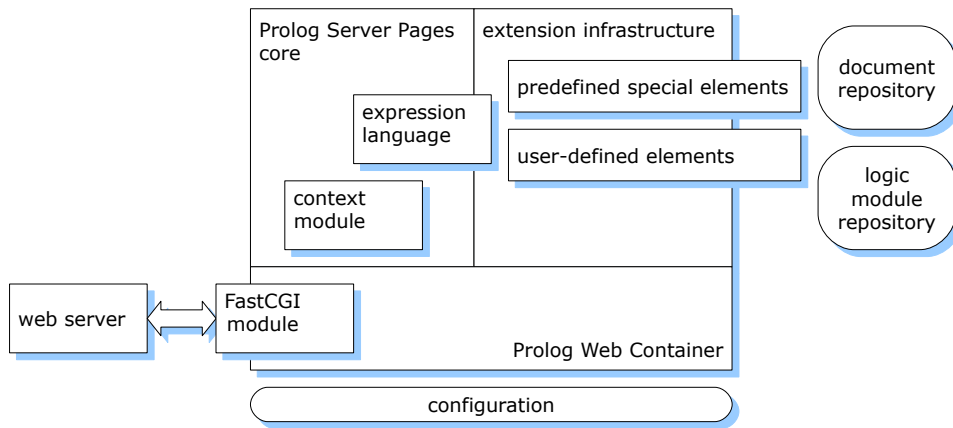 Prolog Server Pages
core
extension infrastructure
predefined special elements
document
repository
expression
language
user-defined elements
logic
module
repository
context
module
web server
FastCGI
module
Prolog Web Container
configuration